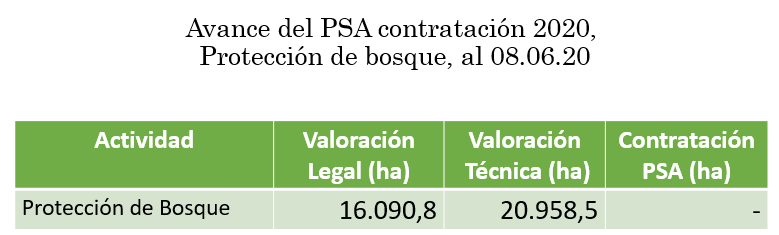 Avance del PSA contratación 2020,
Protección de bosque, al 08.06.20
Actividad
Valoración
Legal (ha)
Valoración
Técnica (ha)
Contratación
PSA (ha)
Protección de Bosque 16.090,8 20.958,5 -